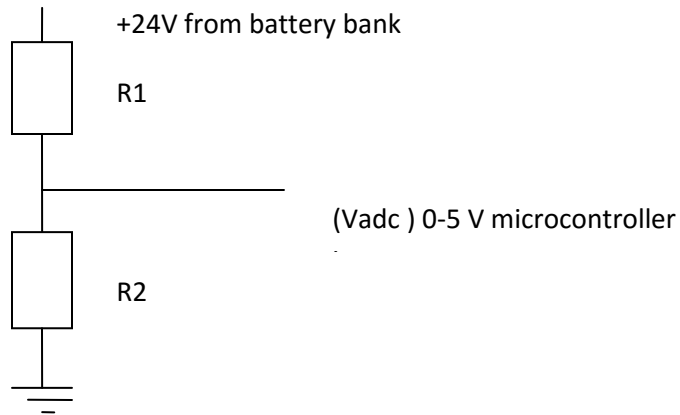 +24V from battery bank
R1
(Vadc ) 0-5 V microcontroller
R2